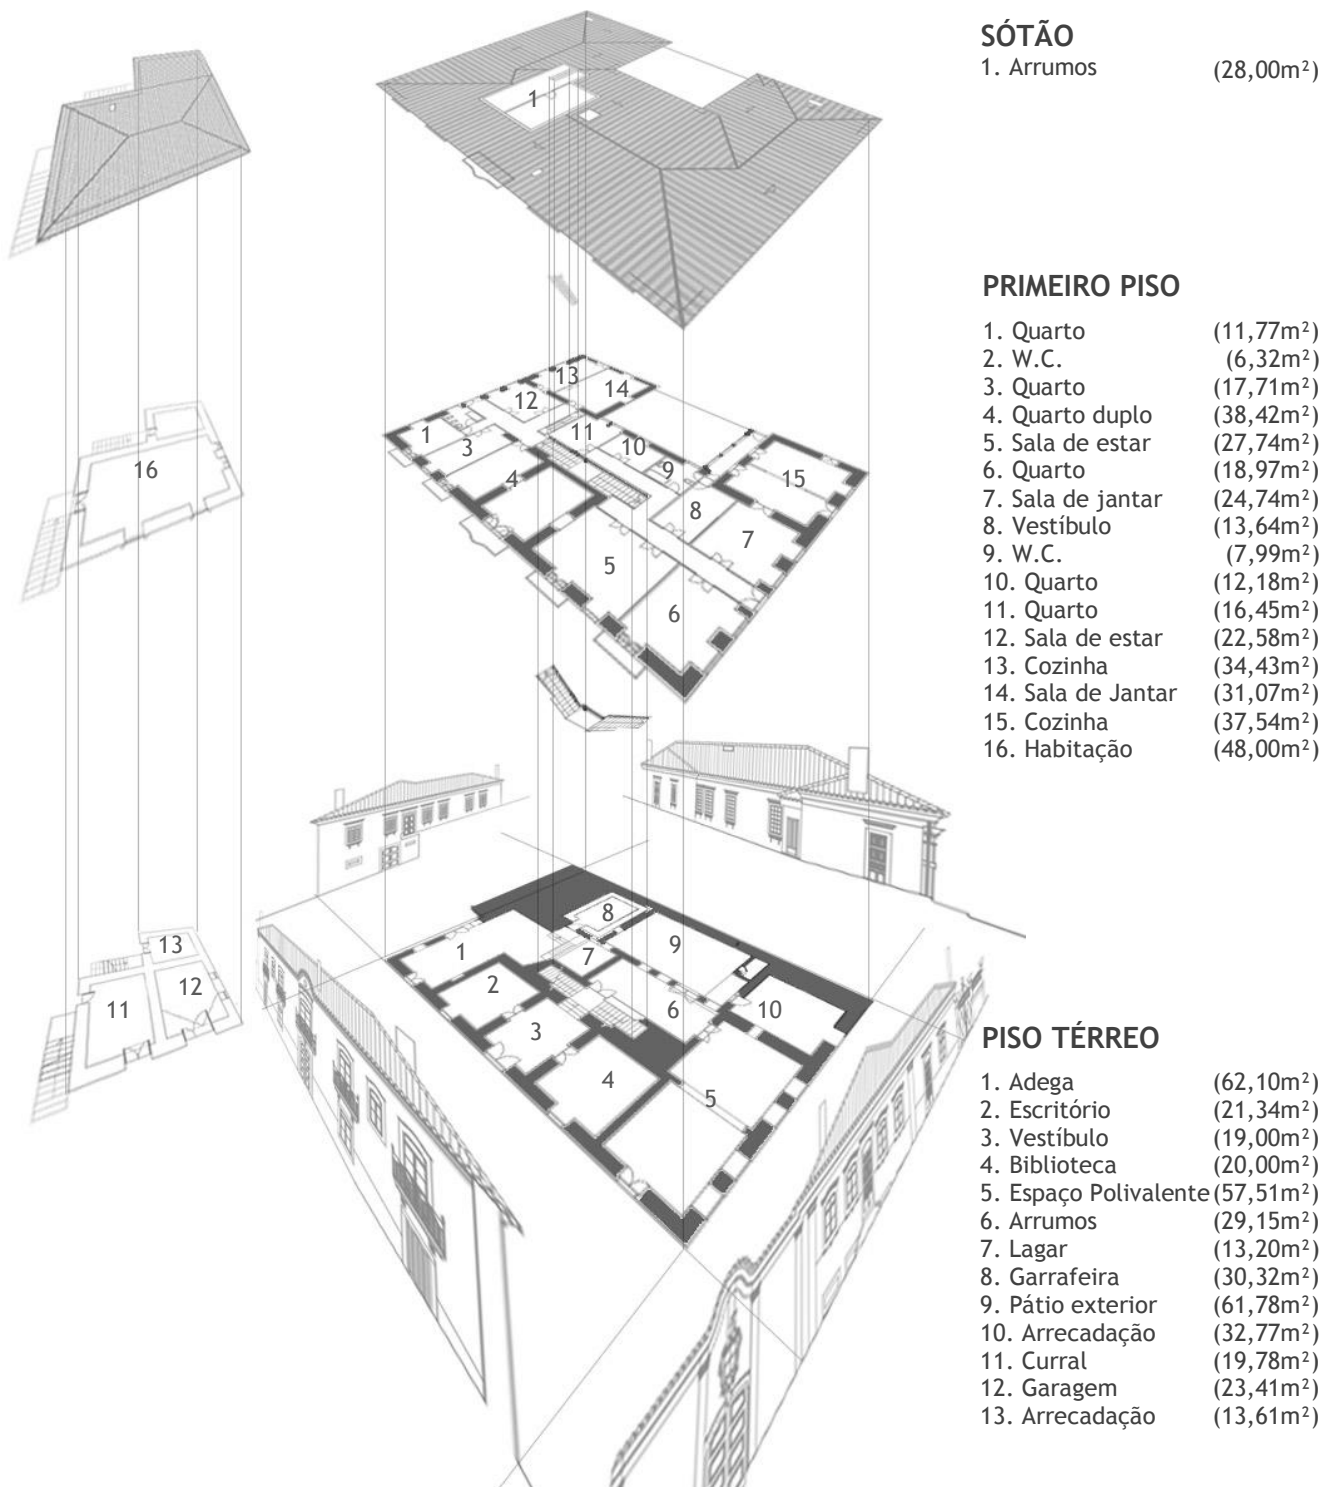 SÓTÃO
1. Arrumos (28,00m²)
PRIMEIRO PISO
1. Quarto (11,77m²)
2. W.C. (6,32m²)
3. Quarto (17,71m²)
4. Quarto duplo (38,42m²)
5. Sala de estar (27,74m²)
6. Quarto (18,97m²)
7. Sala de jantar (24,74m²)
8. Vestíbulo (13,64m²)
9. W.C. (7,99m²)
10. Quarto (12,18m²)
11. Quarto (16,45m²)
12. Sala de estar (22,58m²)
13. Cozinha (34,43m²)
14. Sala de Jantar (31,07m²)
15. Cozinha (37,54m²)
16. Habitação (48,00m²)
PISO TÉRREO
1. Adega (62,10m²)
2. Escritório (21,34m²)
3. Vestíbulo (19,00m²)
4. Biblioteca (20,00m²)
5. Espaço Polivalente (57,51m²)
6. Arrumos (29,15m²)
7. Lagar (13,20m²)
8. Garrafeira (30,32m²)
9. Pátio exterior (61,78m²)
10. Arrecadação (32,77m²)
11. Curral (19,78m²)
12. Garagem (23,41m²)
13. Arrecadação (13,61m²)
1
13
14
12
1
11
3
10
9
4
15
8
7
5
6
16
8
1
9
7
2
6
10
3
4
5
13
12
11